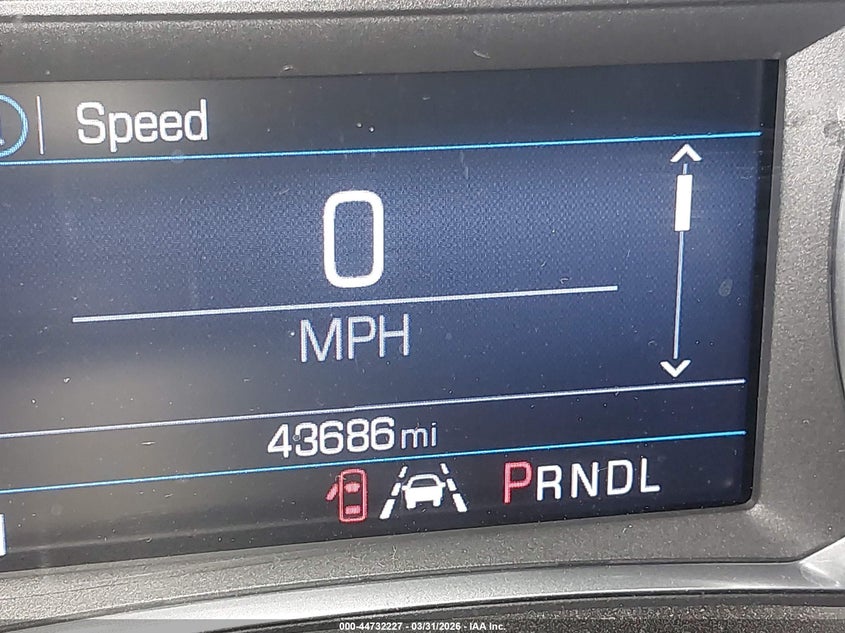 Speed
0
MPH
43686 mi
PRNDL
000-44732227 - 03/31/2026 - IAA Inc.